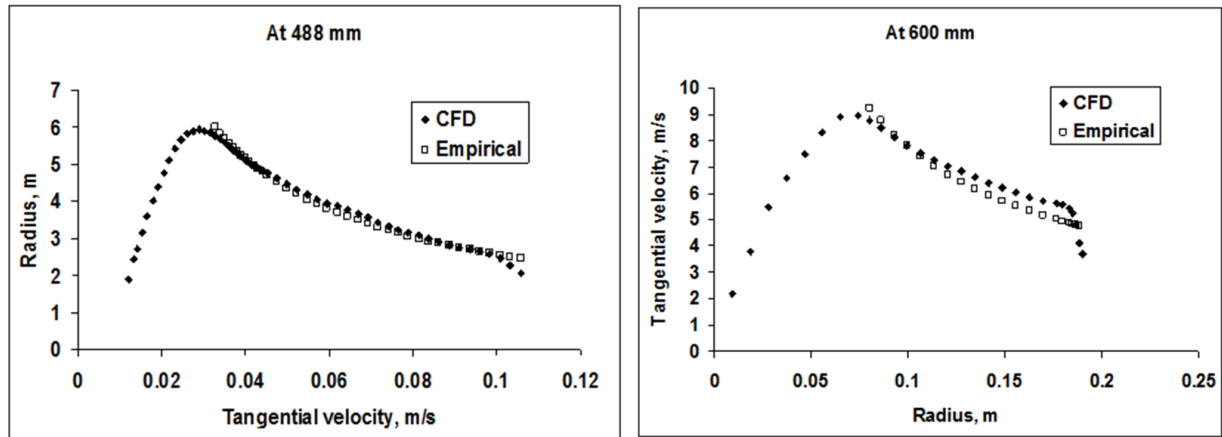 At 488 mm
7
6
5
4
3
2
1
0
Radius, m
CFD
Empirical
0 0.02 0.04 0.06 0.08 0.1 0.12
Tangential velocity, m/s
At 600 mm
10
9
8
7
6
5
4
3
2
1
0
Tangential velocity, m/s
CFD
Empirical
0 0.05 0.1 0.15 0.2 0.25
Radius, m